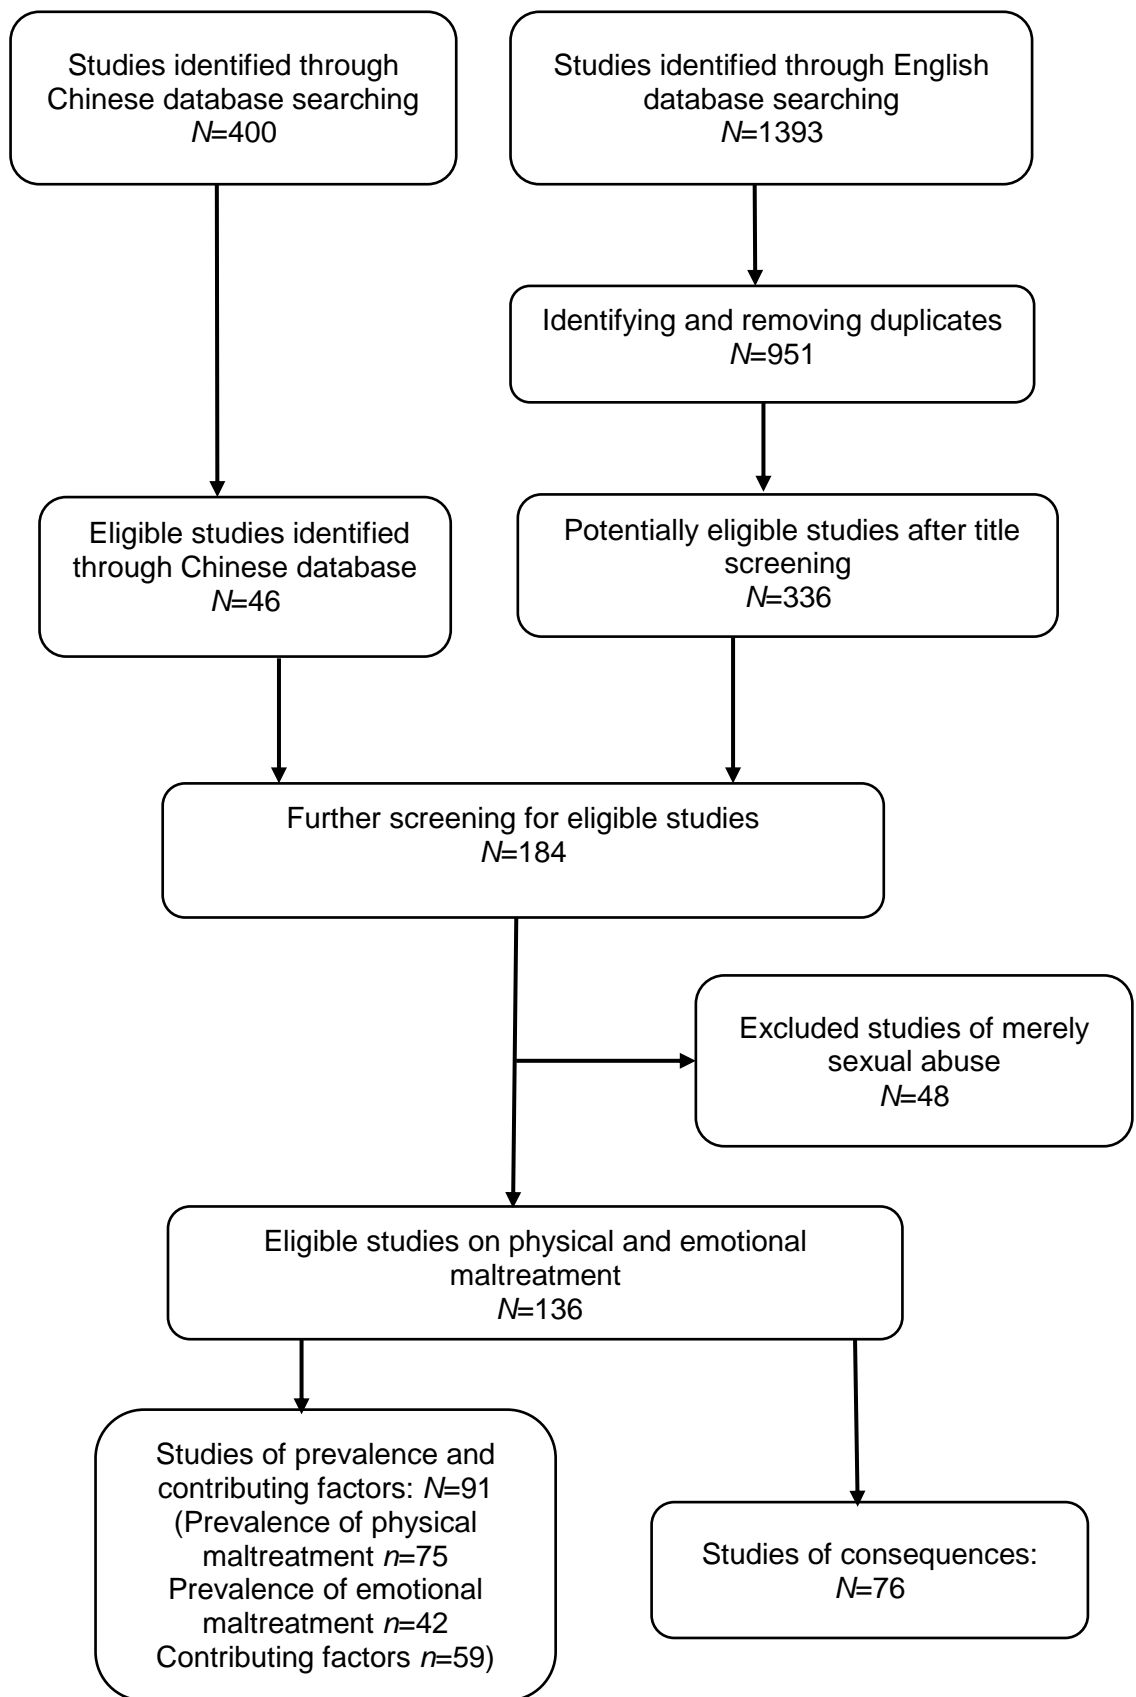 Studies identified through
Chinese database searching
N=400
Studies identified through English
database searching
N=1393
Identifying and removing duplicates
N=951
Eligible studies identified
through Chinese database
N=46
Potentially eligible studies after title
screening
N=336
Further screening for eligible studies
N=184
Excluded studies of merely
sexual abuse
N=48
Eligible studies on physical and emotional
maltreatment
N=136
Studies of prevalence and
contributing factors: N=91
(Prevalence of physical
maltreatment n=75
Prevalence of emotional
maltreatment n=42
Contributing factors n=59)
Studies of consequences:
N=76